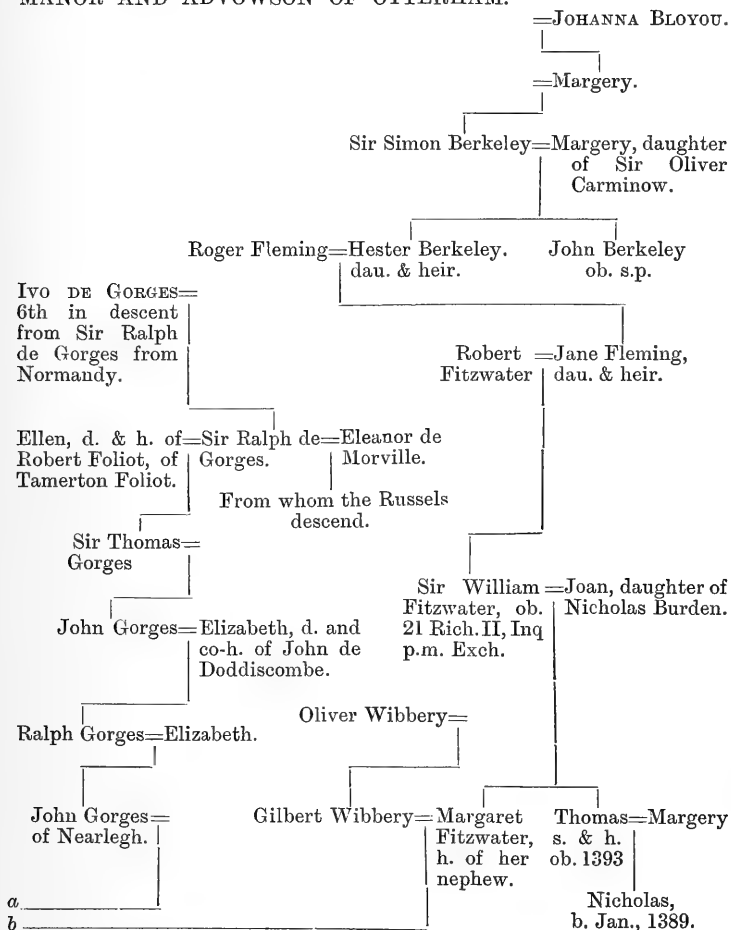 MANOR AND ADVOWSON OF OTTERHAM.
=JOHANNA BLOYOU.
=Margery.
Sir Simon Berkeley=Margery, daughter
of Sir Oliver
Carminow.
Roger Fleming=Hester Berkeley.
dau. & heir.
John Berkeley
ob. s.p.
IVO DE GORGES=
6th in descent
from Sir Ralph
de Gorges from
Normandy.
Robert =Jane Fleming,
Fitzwater dau. & heir.
Ellen, d. & h. of=Sir Ralph de=Eleanor de
Robert Foliot, of Gorges. Morville.
Tamerton Foliot.
From whom the Russels
descend.
Sir Thomas=
Gorges
Sir William =Joan, daughter of
Fitzwater, ob. Nicholas Burden.
21 Rich. II, Inq
p.m. Exch.
John Gorges=Elizabeth, d. and
co-h. of John de
Doddiscombe.
Oliver Wibbery=
Ralph Gorges=Elizabeth.
John Gorges=
of Nearlegh.
Gilbert Wibbery=Margaret
Fitzwater,
h. of her
nephew.
Thomas=Margery
s. & h.
ob. 1393
Nicholas,
b. Jan., 1389.
a
b